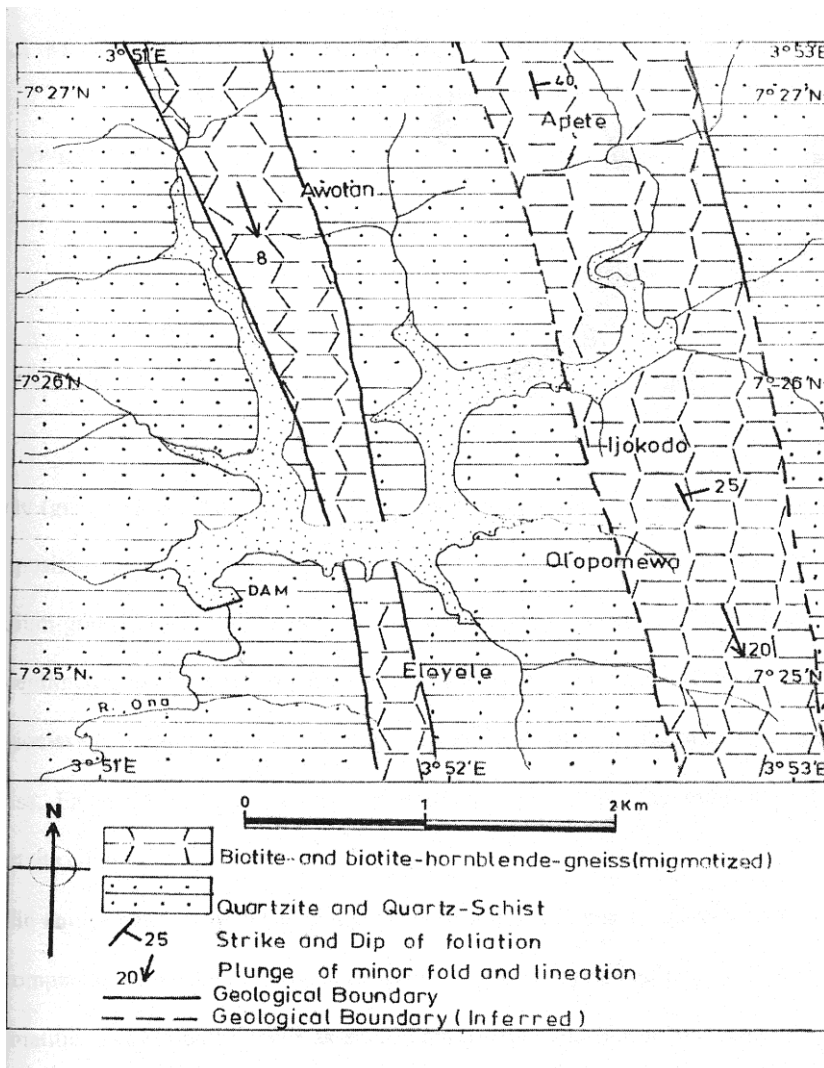 3° 51'E
3° 53'E
7° 27'N
7° 27'N
40
Apete
Awotan
8
7° 26'N
7° 26'N
Ijokodo
25
Olopomewa
DAM
20
7° 25'N
Eleyele
7° 25'N
R. Ona
3° 51'E
3° 52'E
3° 53'E
N
0 1 2 Km
Biotite- and biotite-hornblende-gneiss(migmatized)
Quartzite and Quartz-Schist
25 Strike and Dip of foliation
20 Plunge of minor fold and lineation
Geological Boundary
Geological Boundary (Inferred)